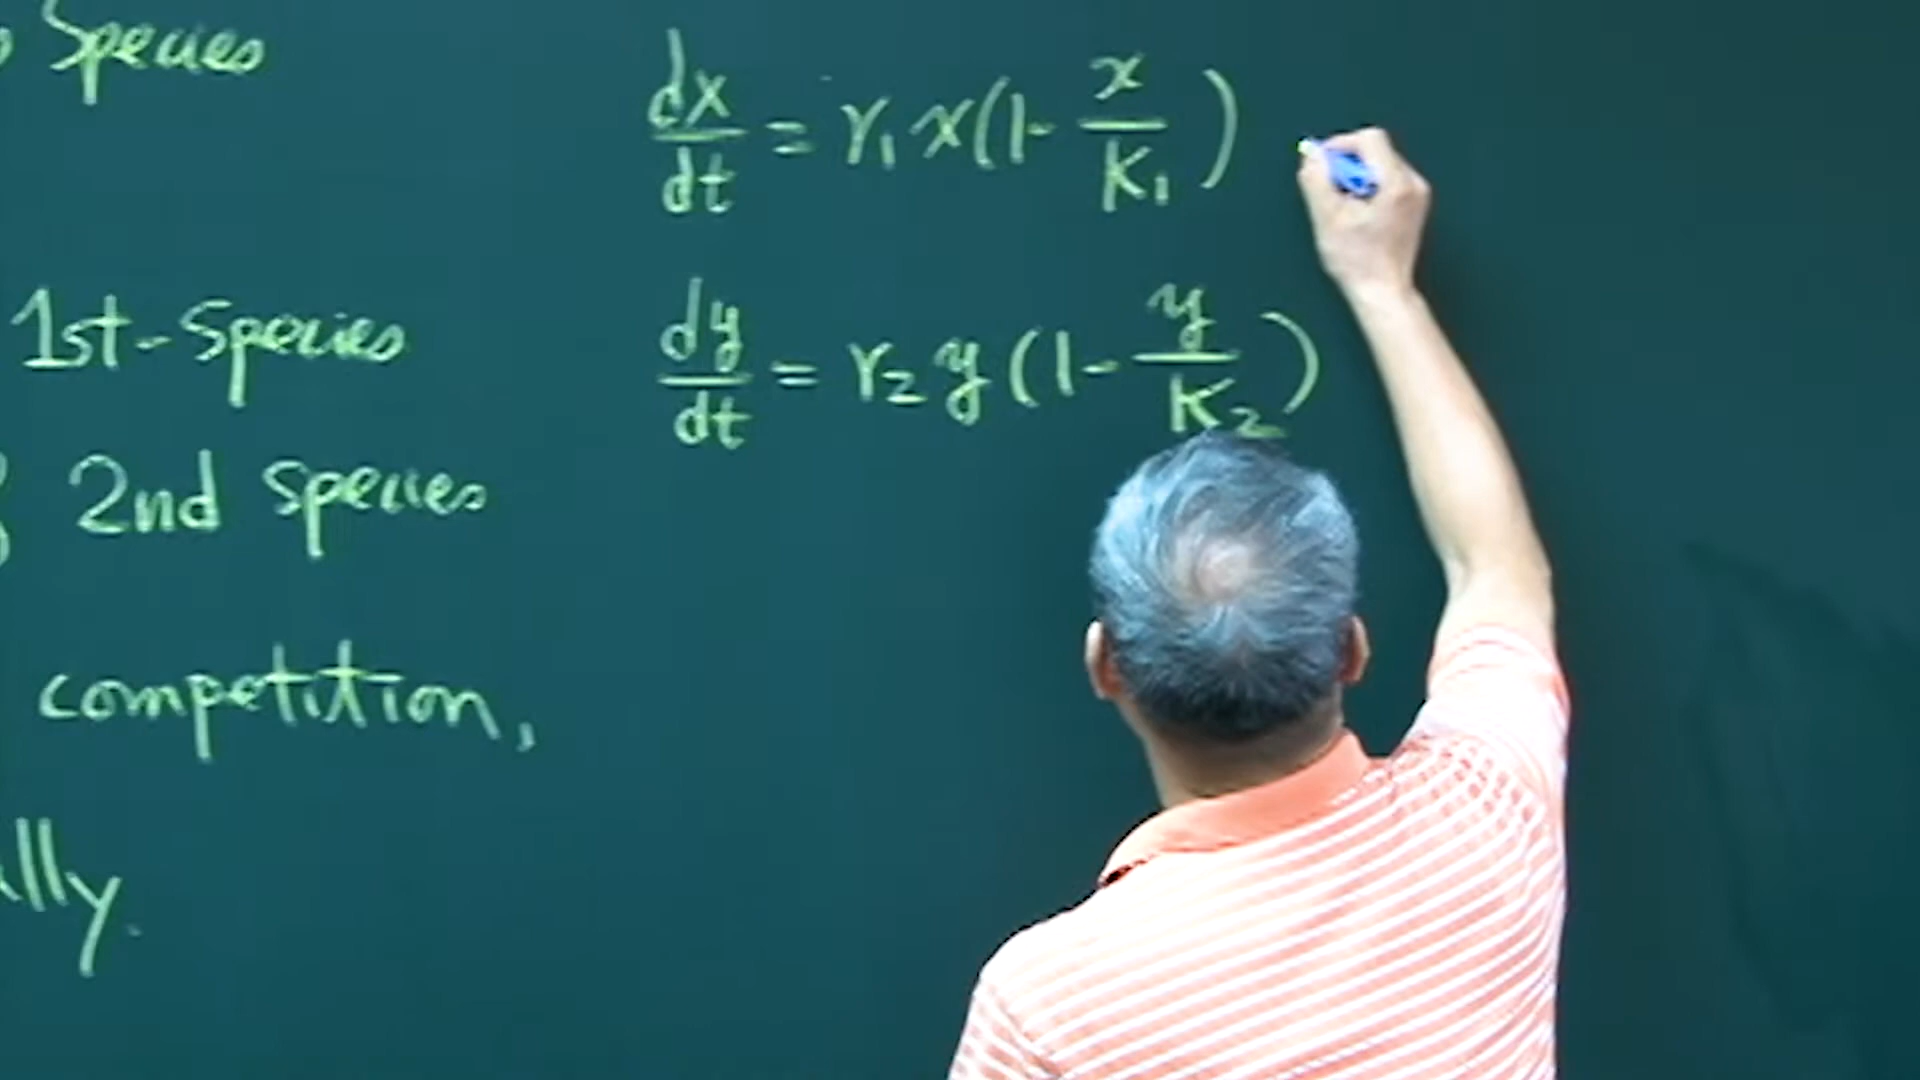 Species
1st-Species
2nd species
competition,
lly.
dx/dt = r₁x(1-x/K₁)
dy/dt = r₂y(1-y/K₂)